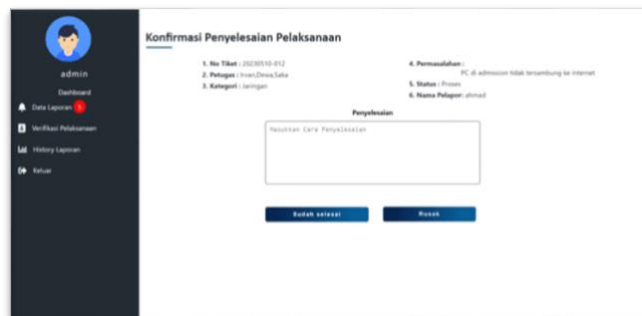 admin
Dashboard
Data Laporan 5
Verifikasi Pelaksanaan
History Laporan
Keluar
Konfirmasi Penyelesaian Pelaksanaan
1. No Tiket : 20230510-012
2. Petugas : Irvan,Dewa,Saka
3. Kategori : Jaringan
4. Permasalahan :
PC di admission tidak tersambung ke internet
5. Status : Proses
6. Nama Pelapor: ahmad
Penyelesaian
Masukkan Cara Penyelesaian
Sudah selesai
Rusak